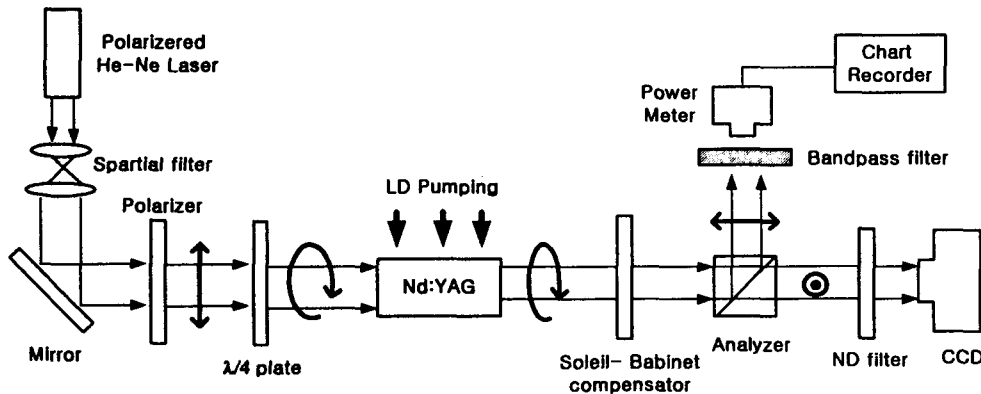 Polarizered
He-Ne Laser
Chart
Recorder
Power
Meter
Spartial filter
Bandpass filter
LD Pumping
Polarizer
Nd:YAG
Mirror
λ/4 plate
Soleil- Babinet
compensator
Analyzer
ND filter
CCD